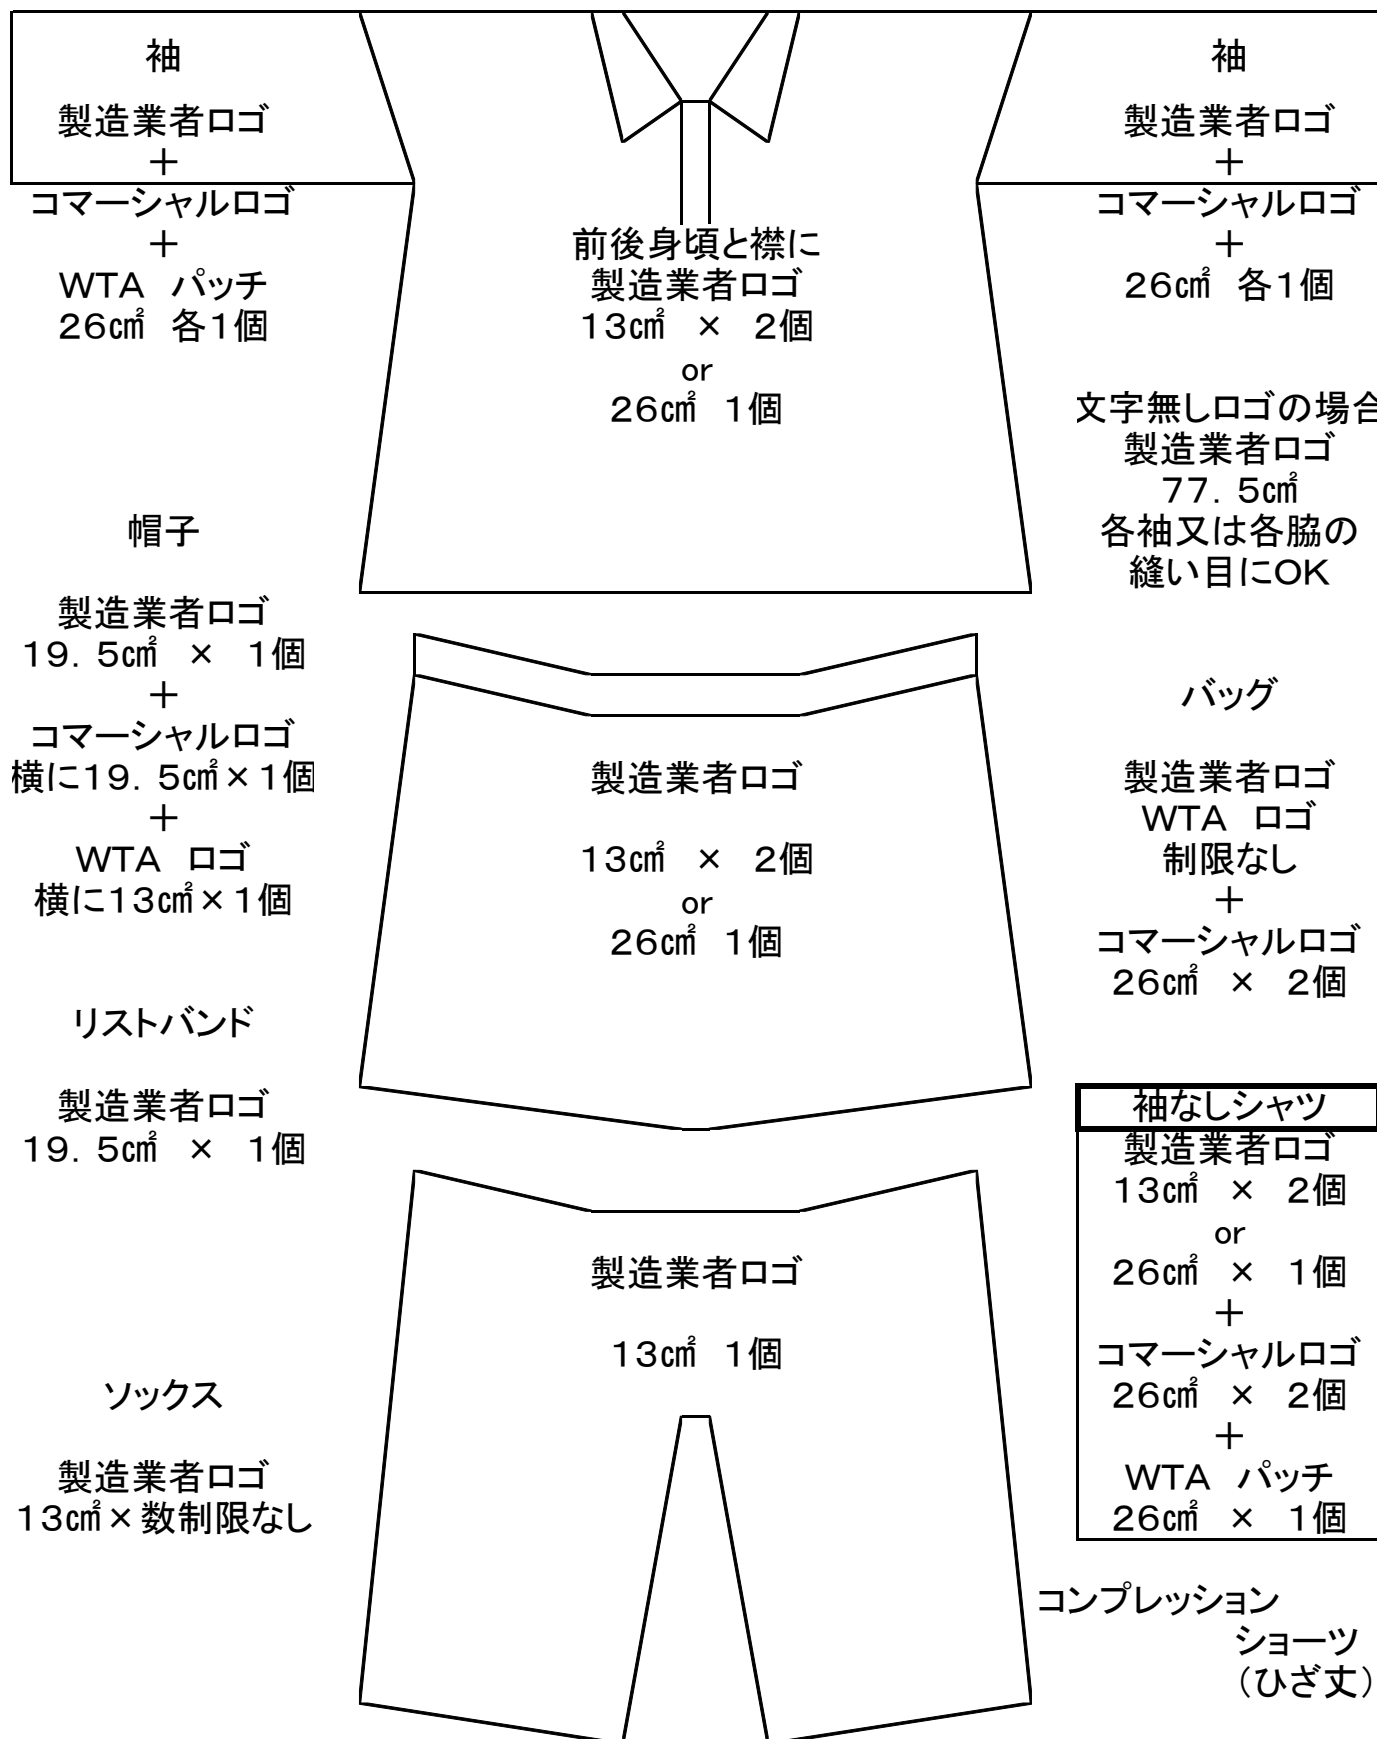 袖
製造業者ロゴ
＋
コマーシャルロゴ
＋
WTA　パッチ
26c㎡ 各1個
帽子
製造業者ロゴ
19．5c㎡　×　1個
＋
コマーシャルロゴ
横に19．5c㎡×1個
＋
WTA　ロゴ
横に13c㎡×1個
リストバンド
製造業者ロゴ
19．5c㎡　×　1個
ソックス
製造業者ロゴ
13c㎡×数制限なし
前後身頃と襟に
製造業者ロゴ
13c㎡　×　2個
or
26c㎡ 1個
製造業者ロゴ
13c㎡　×　2個
or
26c㎡ 1個
製造業者ロゴ
13c㎡ 1個
袖
製造業者ロゴ
＋
コマーシャルロゴ
＋
26c㎡ 各1個
文字無しロゴの場合
製造業者ロゴ
77．5c㎡
各袖又は各脇の
縫い目にOK
バッグ
製造業者ロゴ
WTA　ロゴ
制限なし
＋
コマーシャルロゴ
26c㎡　×　2個
袖なしシャツ
製造業者ロゴ
13c㎡　×　2個
or
26c㎡　×　1個
＋
コマーシャルロゴ
26c㎡　×　2個
＋
WTA　パッチ
26c㎡　×　1個
コンプレッション
ショーツ
（ひざ丈）